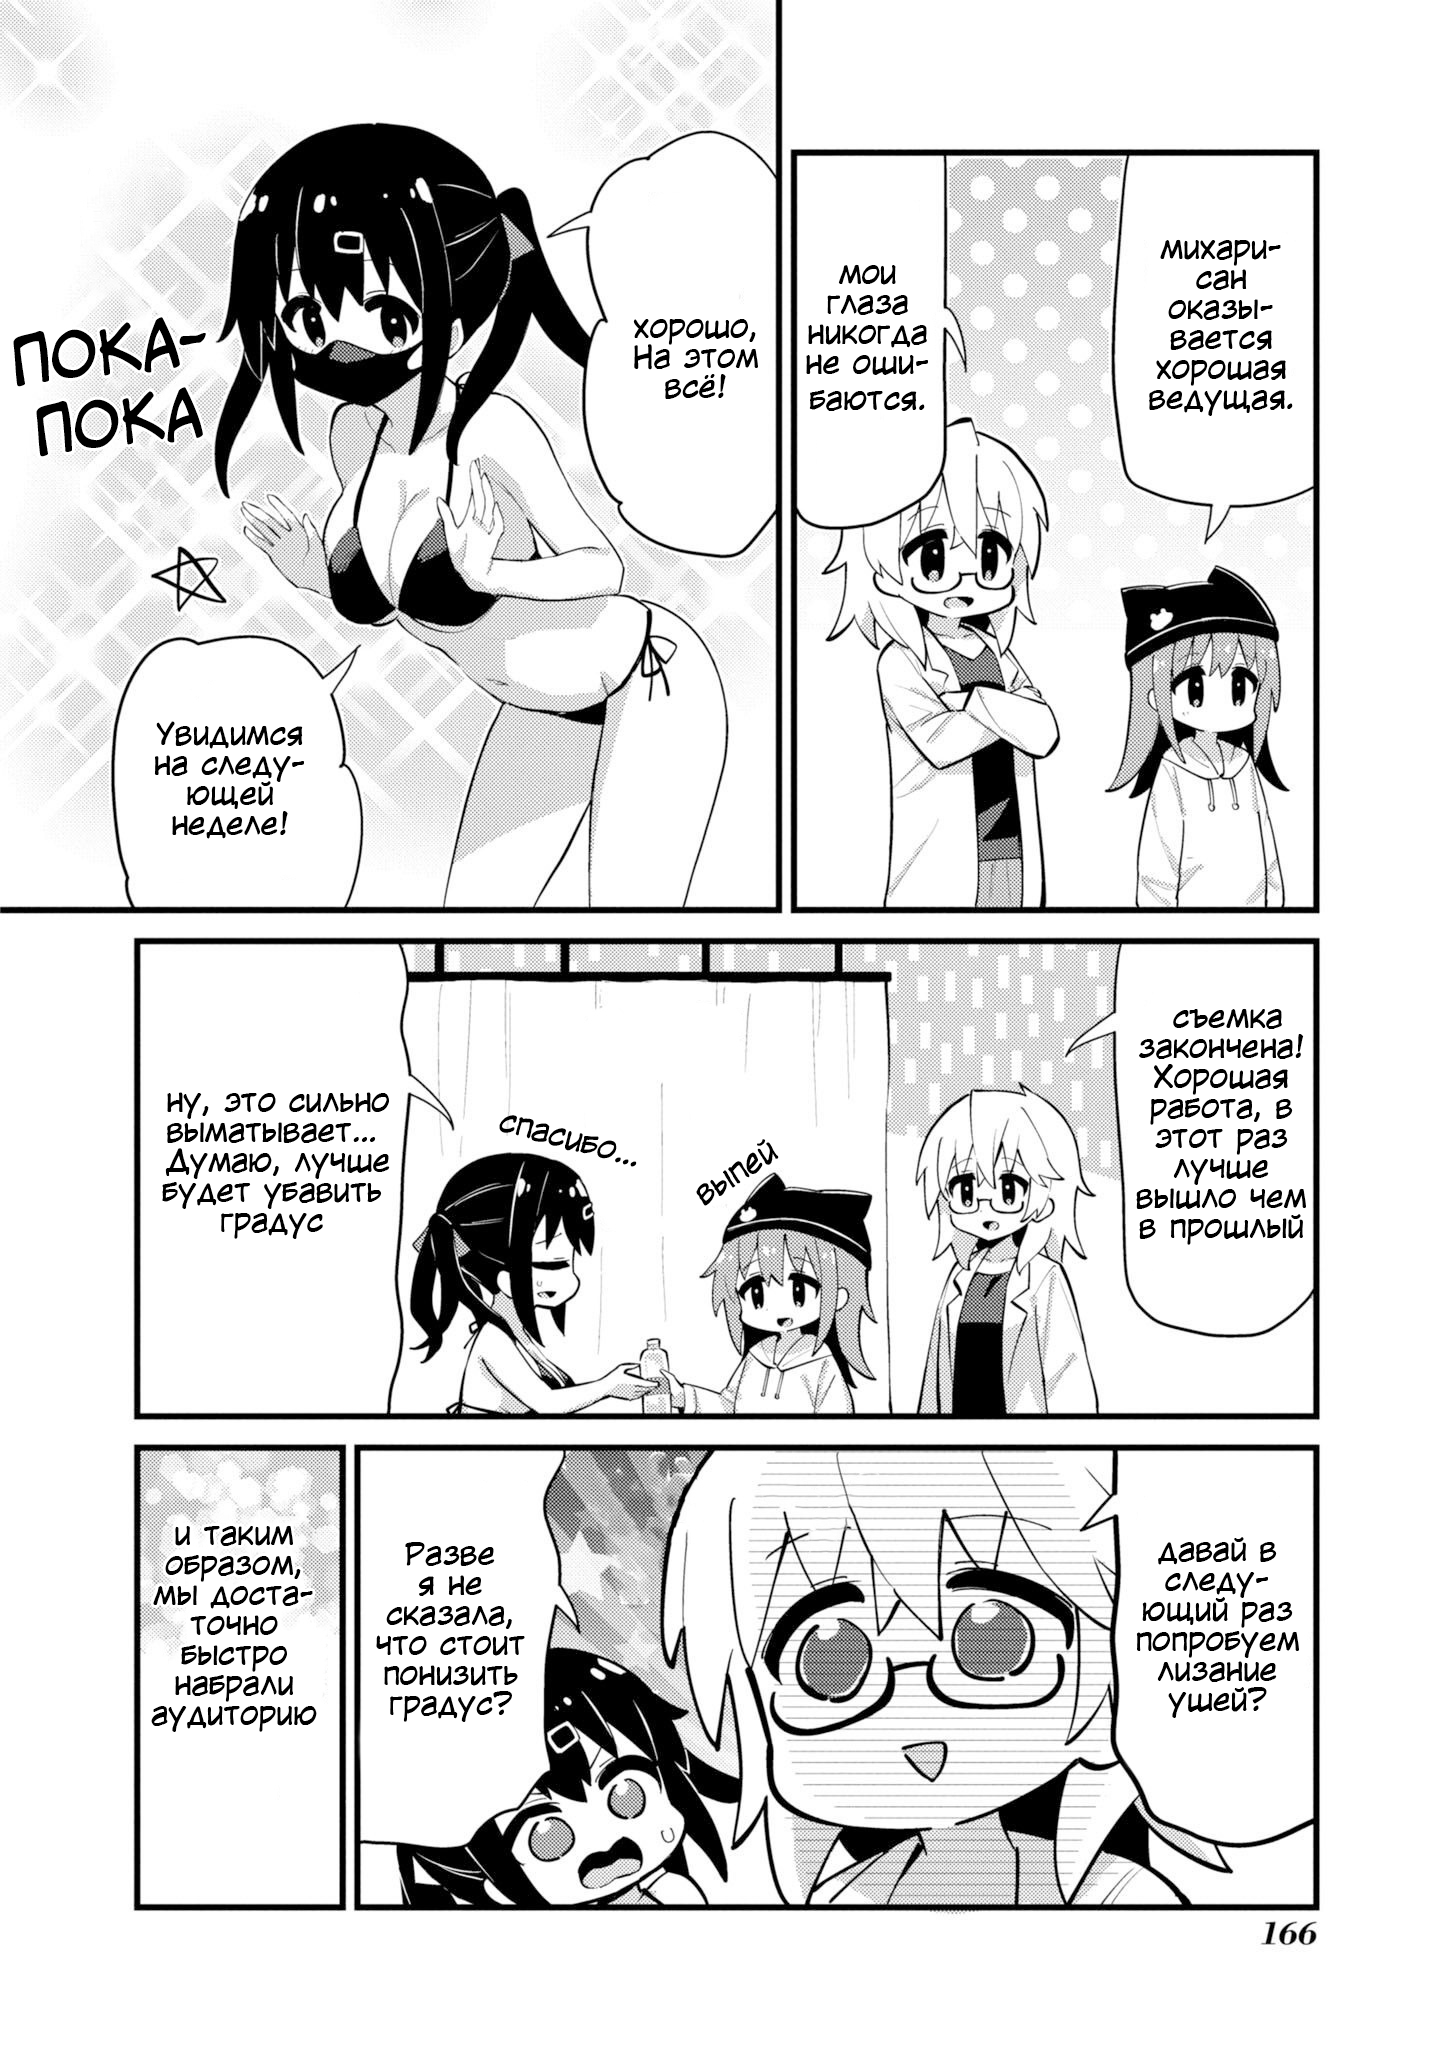 михари-
сан
оказы-
вается
хорошая
ведущая.
мои
глаза
никогда
не оши-
баются.
хорошо,
На этом
всё!
ПОКА-
ПОКА
Увидимся
на следу-
ющей
неделе!
съемка
закончена!
Хорошая
работа, в
этот раз
лучше
вышло чем
в прошлый
выпей
спасибо...
ну, это сильно
выматывает...
Думаю, лучше
будет убавить
градус
давай в
следу-
ющий раз
попробуем
лизание
ушей?
Разве
я не
сказала,
что стоит
понизить
градус?
и таким
образом,
мы доста-
точно
быстро
набрали
аудиторию
166